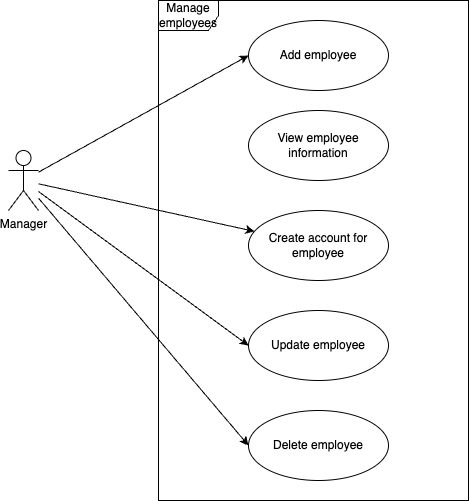 Manage
employees
Add employee
View employee
information
Manager
Create account for
employee
Update employee
Delete employee